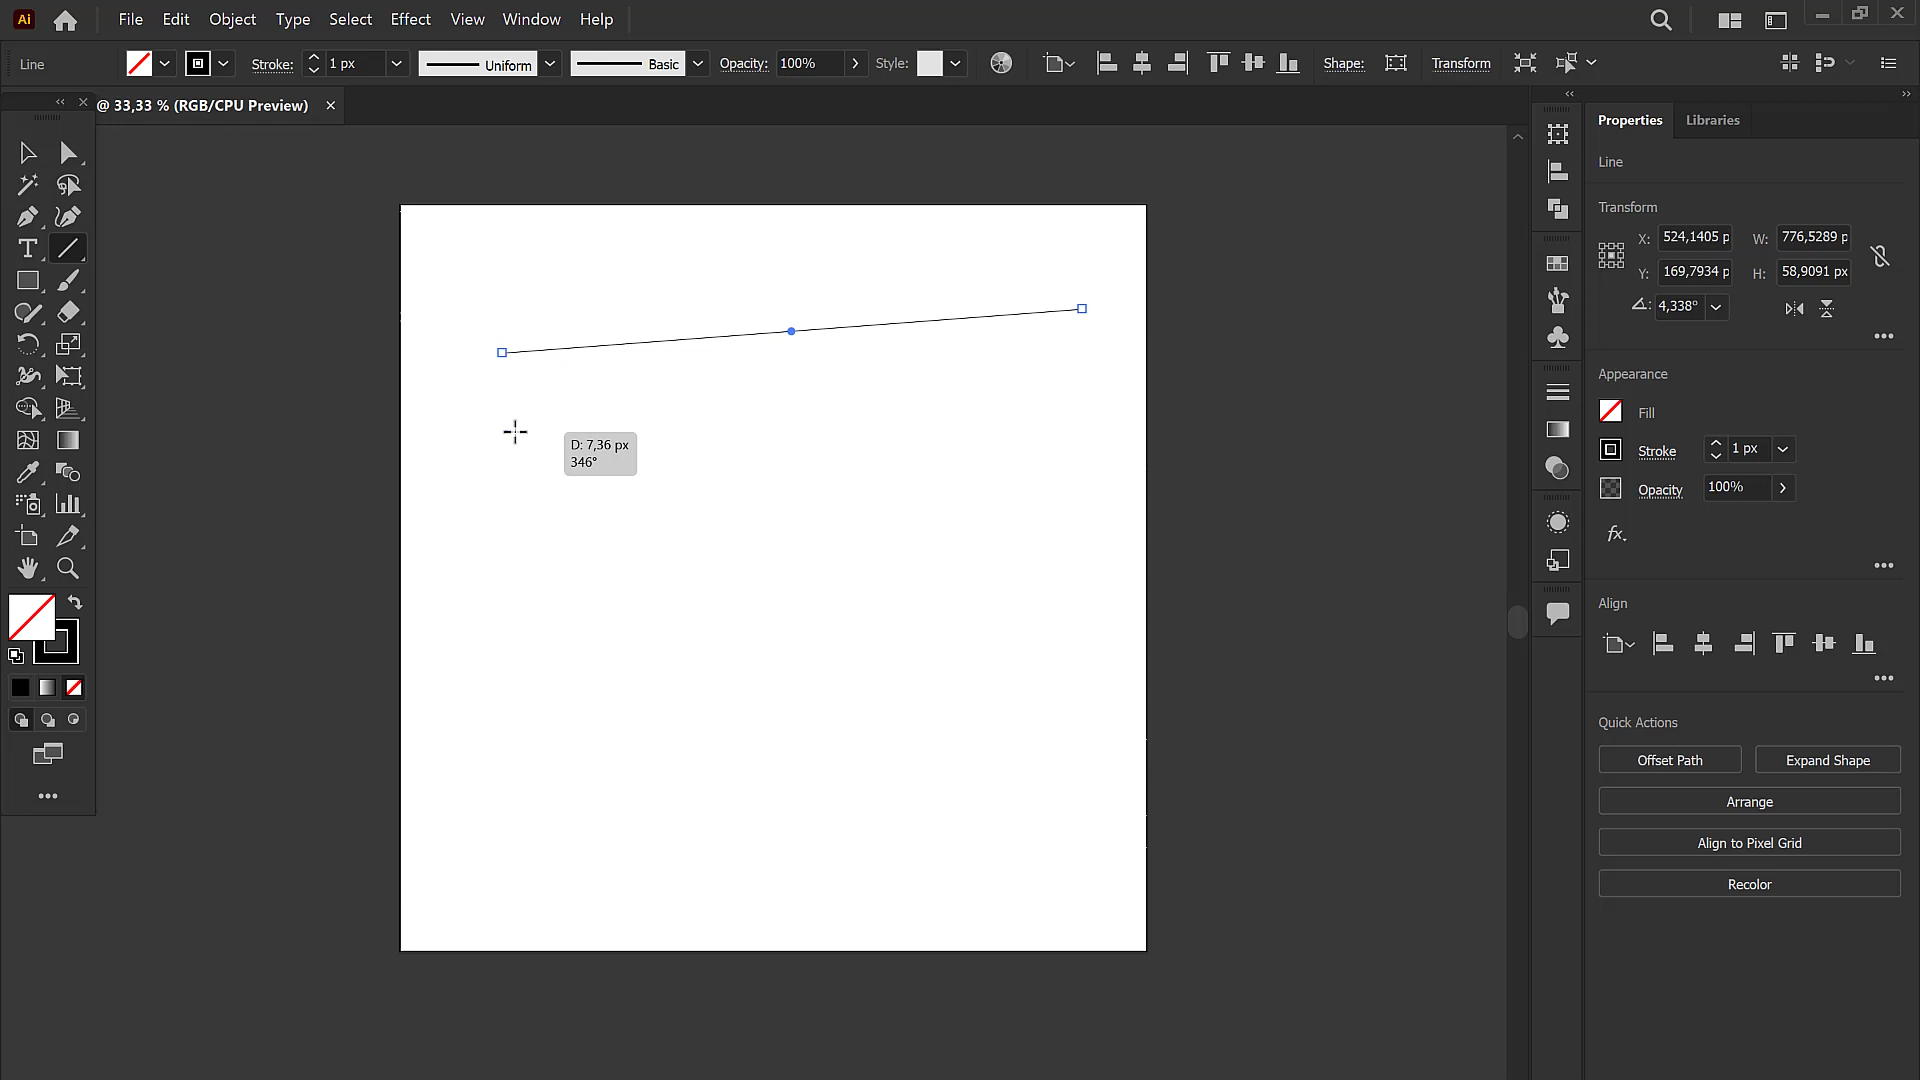 Ai File Edit Object Type Select Effect View Window Help
Line Stroke: 1 px Uniform Basic Opacity: 100% Style: Shape: Transform
@ 33,33 % (RGB/CPU Preview)
Properties Libraries
Line
Transform
X: 524,1405 p W: 776,5289 p
Y: 169,7934 p H: 58,9091 px
4,338°
Appearance
Fill
Stroke 1 px
Opacity 100%
fx
D: 7,36 px
346°
Align
Quick Actions
Offset Path Expand Shape
Arrange
Align to Pixel Grid
Recolor